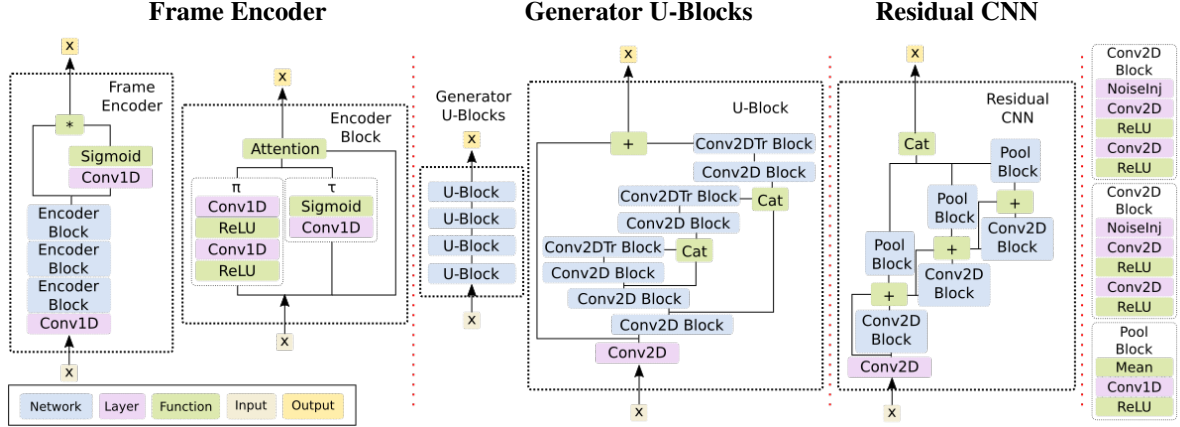 Frame Encoder
Generator U-Blocks
Residual CNN
x
Frame
Encoder
*
Sigmoid
Conv1D
Encoder
Block
Encoder
Block
Encoder
Block
Conv1D
x
x
Encoder
Block
Attention
π
Conv1D
ReLU
Conv1D
ReLU
τ
Sigmoid
Conv1D
x
Generator
U-Blocks
x
U-Block
U-Block
U-Block
U-Block
x
x
U-Block
+
Conv2DTr Block
Conv2D Block
Conv2DTr Block
Cat
Conv2D Block
Conv2DTr Block
Cat
Conv2D Block
Conv2D Block
Conv2D Block
Conv2D
x
x
Residual
CNN
Cat
Pool
Block
+
Pool
Block
Conv2D
Block
+
Pool
Block
Conv2D
Block
+
Conv2D
Block
Conv2D
x
Conv2D
Block
NoiseInj
Conv2D
ReLU
Conv2D
ReLU
Conv2D
Block
NoiseInj
Conv2D
ReLU
Conv2D
ReLU
Pool
Block
Mean
Conv1D
ReLU
Network
Layer
Function
Input
Output